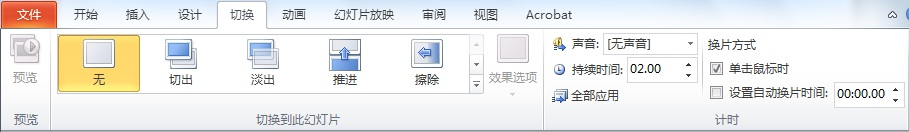 文件 开始 插入 设计 切换 动画 幻灯片放映 审阅 视图 Acrobat
声音: [无声音] 换片方式
持续时间: 02.00 单击鼠标时
预览 无 切出 淡出 推进 擦除 效果选项
全部应用 设置自动换片时间: 00:00.00
预览 切换到此幻灯片 计时